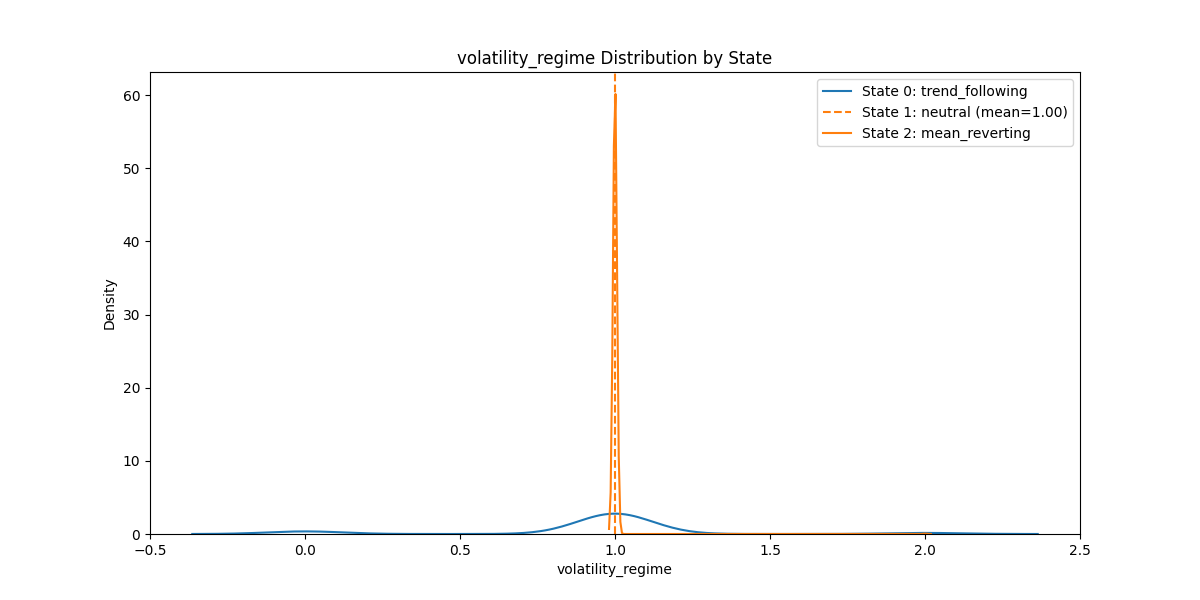 volatility_regime Distribution by State
State 0: trend_following
State 1: neutral (mean=1.00)
State 2: mean_reverting
60
50
40
30
20
10
0
Density
−0.5 0.0 0.5 1.0 1.5 2.0 2.5
volatility_regime